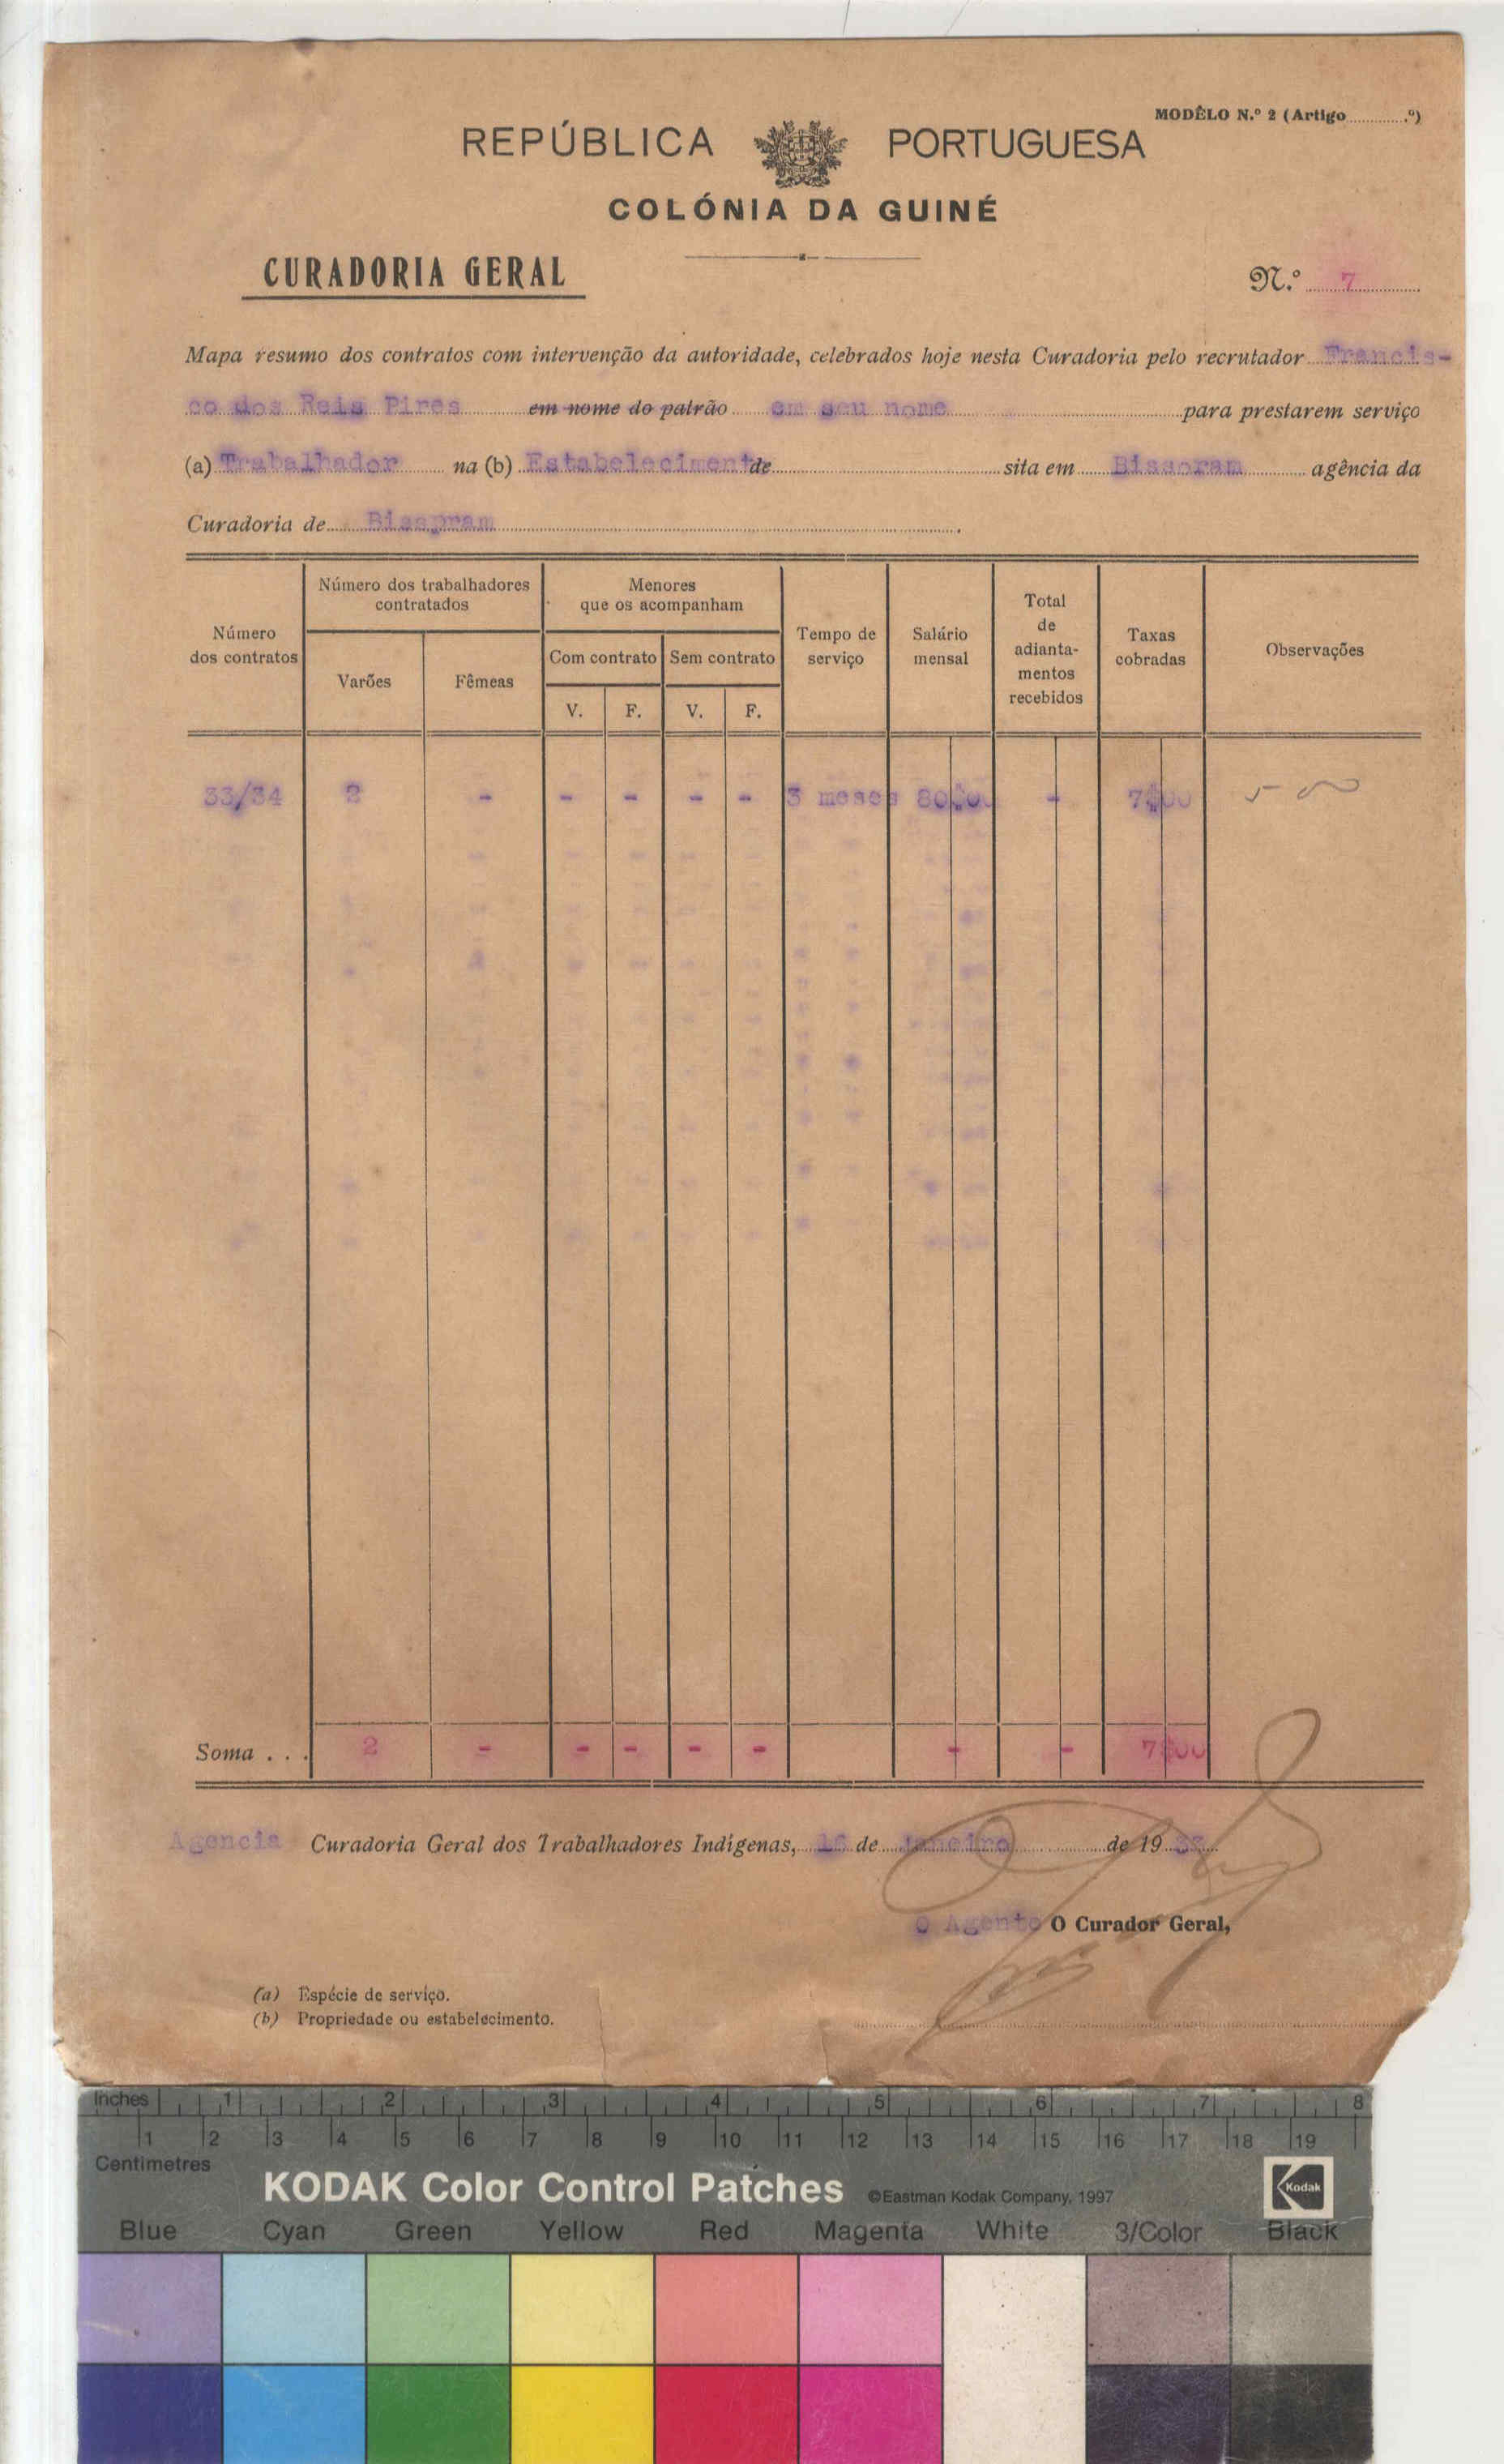 MODÊLO N.º 2 (Artigo.............º)
REPÚBLICA PORTUGUESA
COLÓNIA DA GUINÉ
CURADORIA GERAL
N.º 7
Mapa resumo dos contratos com intervenção da autoridade, celebrados hoje nesta Curadoria pelo recrutador Francis-
co dos Reis Pires em nome do patrão em seu nome para prestarem serviço
(a) Trabalhador na (b) Estabeleciment de sita em Bissoram agência da
Curadoria de Bissoram
Número dos trabalhadores contratados
Menores que os acompanham
Número dos contratos
Varões
Fêmeas
Com contrato
Sem contrato
V. F. V. F.
Tempo de serviço
Salário mensal
Total de adianta-mentos recebidos
Taxas cobradas
Observações
33/34 2 - - - - - 3 meses 80$00 - 7$00
Soma . . . 2 - - - - - - - 7$00
Agencia Curadoria Geral dos Trabalhadores Indígenas, de Janeiro de 19
O Agente O Curador Geral,
(a) Espécie de serviço.
(b) Propriedade ou estabelecimento.
Inches 1 2 3 4 5 6 7 8
1 2 3 4 5 6 7 8 9 10 11 12 13 14 15 16 17 18 19
Centimetres
KODAK Color Control Patches ©Eastman Kodak Company, 1997 Kodak
Blue Cyan Green Yellow Red Magenta White 3/Color Black